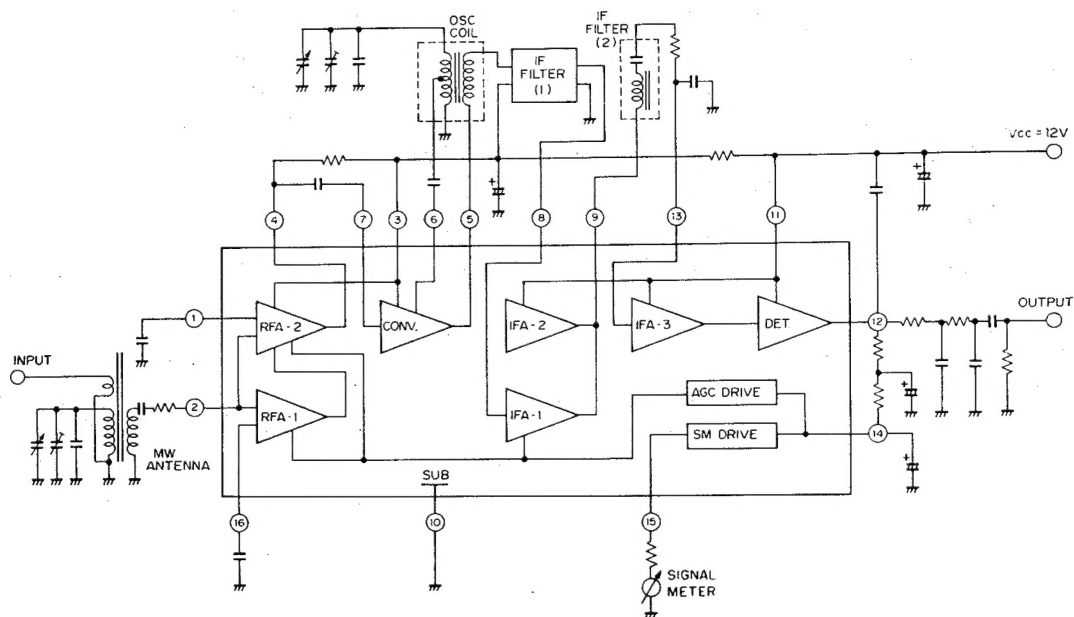 OSC
COIL
IF
FILTER
(1)
IF
FILTER
(2)
VCC = 12V
4
7
3
6
5
8
9
13
11
1
RFA-2
CONV.
IFA-2
IFA-3
DET.
12
OUTPUT
INPUT
2
RFA-1
IFA-1
AGC DRIVE
SM DRIVE
14
MW
ANTENNA
SUB
16
10
15
SIGNAL
METER
+
+
+
+